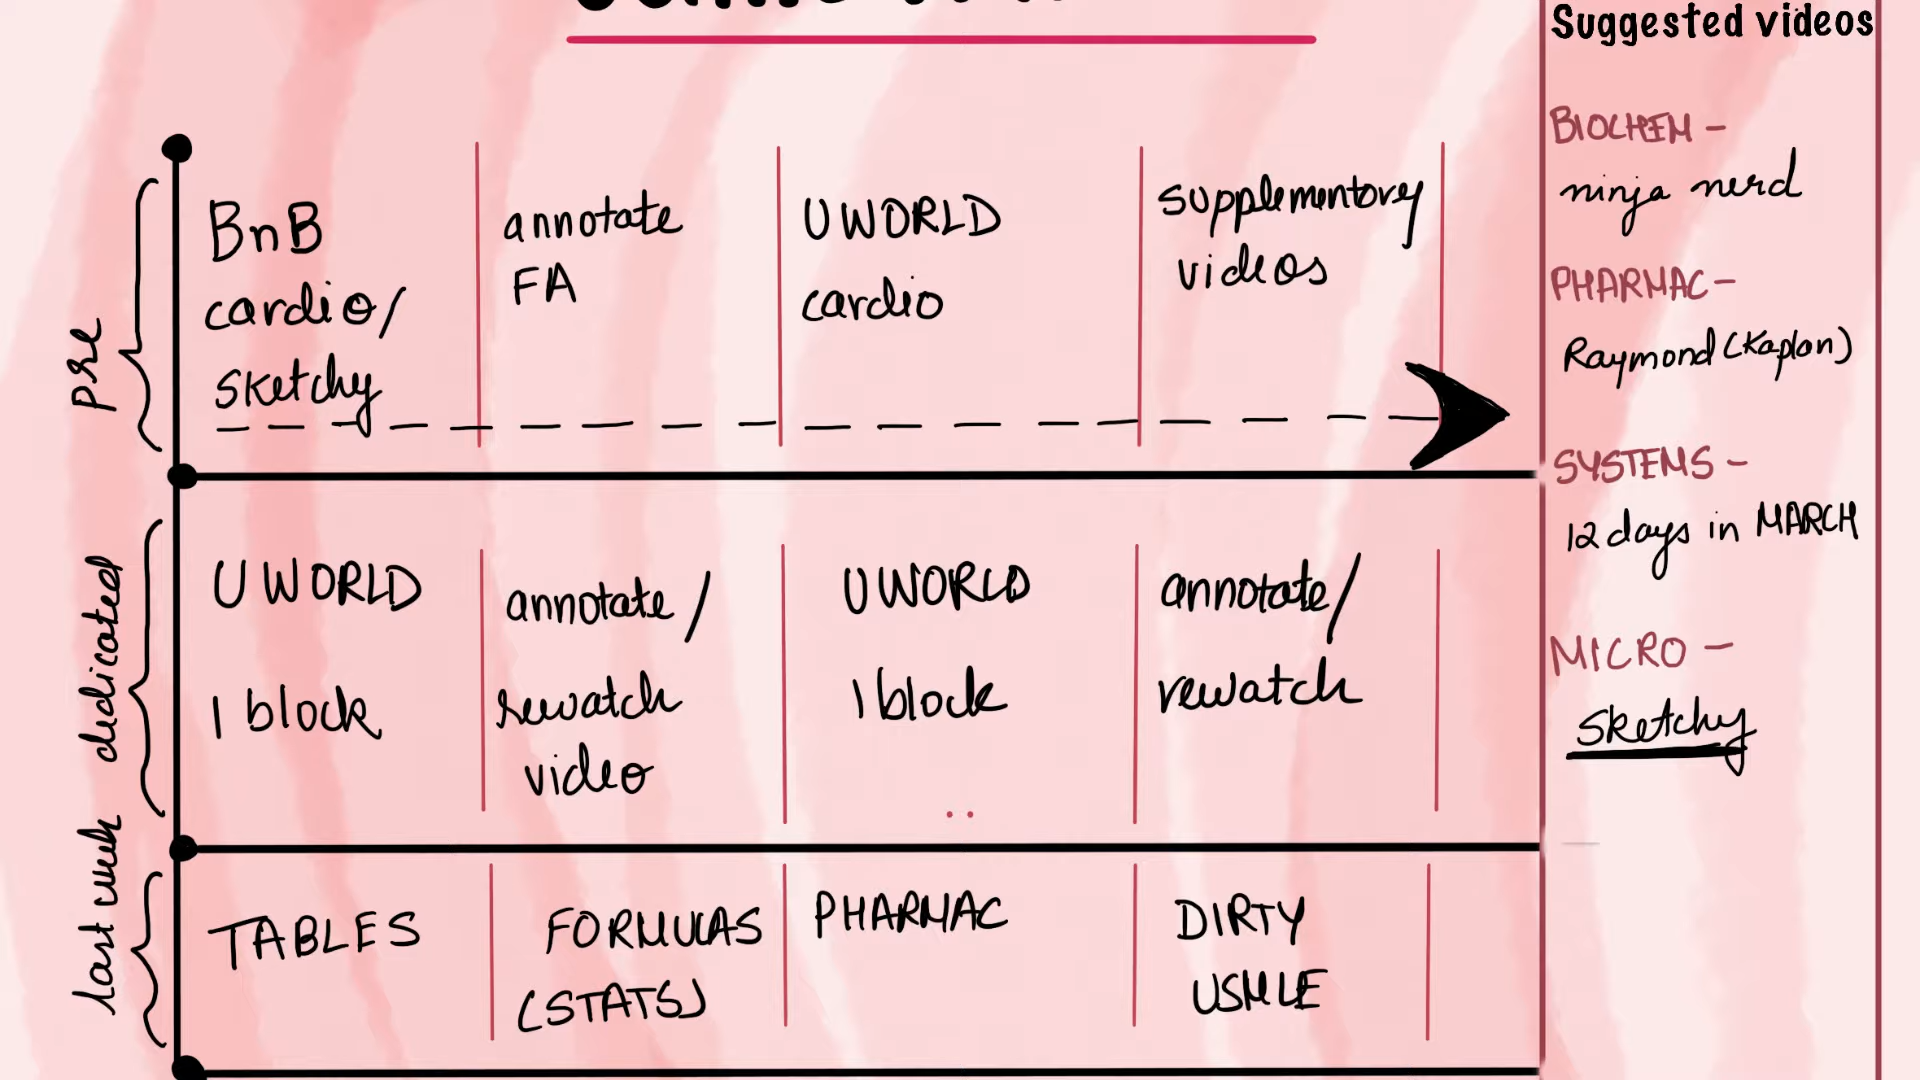 Suggested videos
pre
BnB
cardio/
sketchy
annotate
FA
UWORLD
cardio
supplementory
videos
dedicated
UWORLD
1 block
annotate/
rewatch
video
UWORLD
1 block
annotate/
rewatch
last week
TABLES
FORMULAS
(STATS)
PHARMAC
DIRTY
USMLE
BIOCHEM -
ninja nerd
PHARMAC -
Raymond (Kaplan)
SYSTEMS -
12 days in MARCH
MICRO -
Sketchy